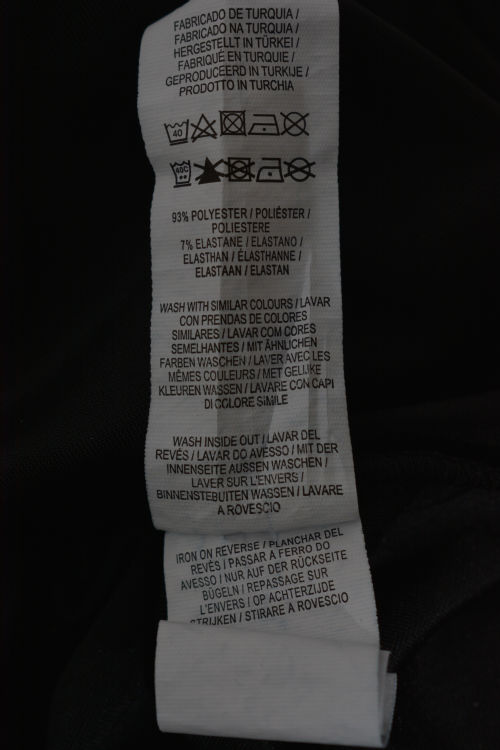 FABRICADO DE TURQUIA /
FABRICADO NA TURQUIA /
HERGESTELLT IN TÜRKEI /
FABRIQUÉ EN TURQUIE /
GEPRODUCEERD IN TURKIJE /
PRODOTTO IN TURCHIA
40
40C
93% POLYESTER / POLIÉSTER /
POLIESTERE
7% ELASTANE / ELASTANO /
ELASTHAN / ÉLASTHANNE /
ELASTAAN / ELASTAN
WASH WITH SIMILAR COLOURS / LAVAR
CON PRENDAS DE COLORES
SIMILARES / LAVAR COM CORES
SEMELHANTES / MIT ÄHNLICHEN
FARBEN WASCHEN / LAVER AVEC LES
MÊMES COULEURS / MET GELIJKE
KLEUREN WASSEN / LAVARE CON CAPI
DI COLORE SIMILE
WASH INSIDE OUT / LAVAR DEL
REVÉS / LAVAR DO AVESSO / MIT DER
INNENSEITE AUSSEN WASCHEN /
LAVER SUR L'ENVERS /
BINNENSTEBUITEN WASSEN / LAVARE
A ROVESCIO
IRON ON REVERSE / PLANCHAR DEL
REVÉS / PASSAR A FERRO DO
AVESSO / NUR AUF DER RÜCKSEITE
BÜGELN / REPASSAGE SUR
L'ENVERS / OP ACHTERZIJDE
STRIJKEN / STIRARE A ROVESCIO